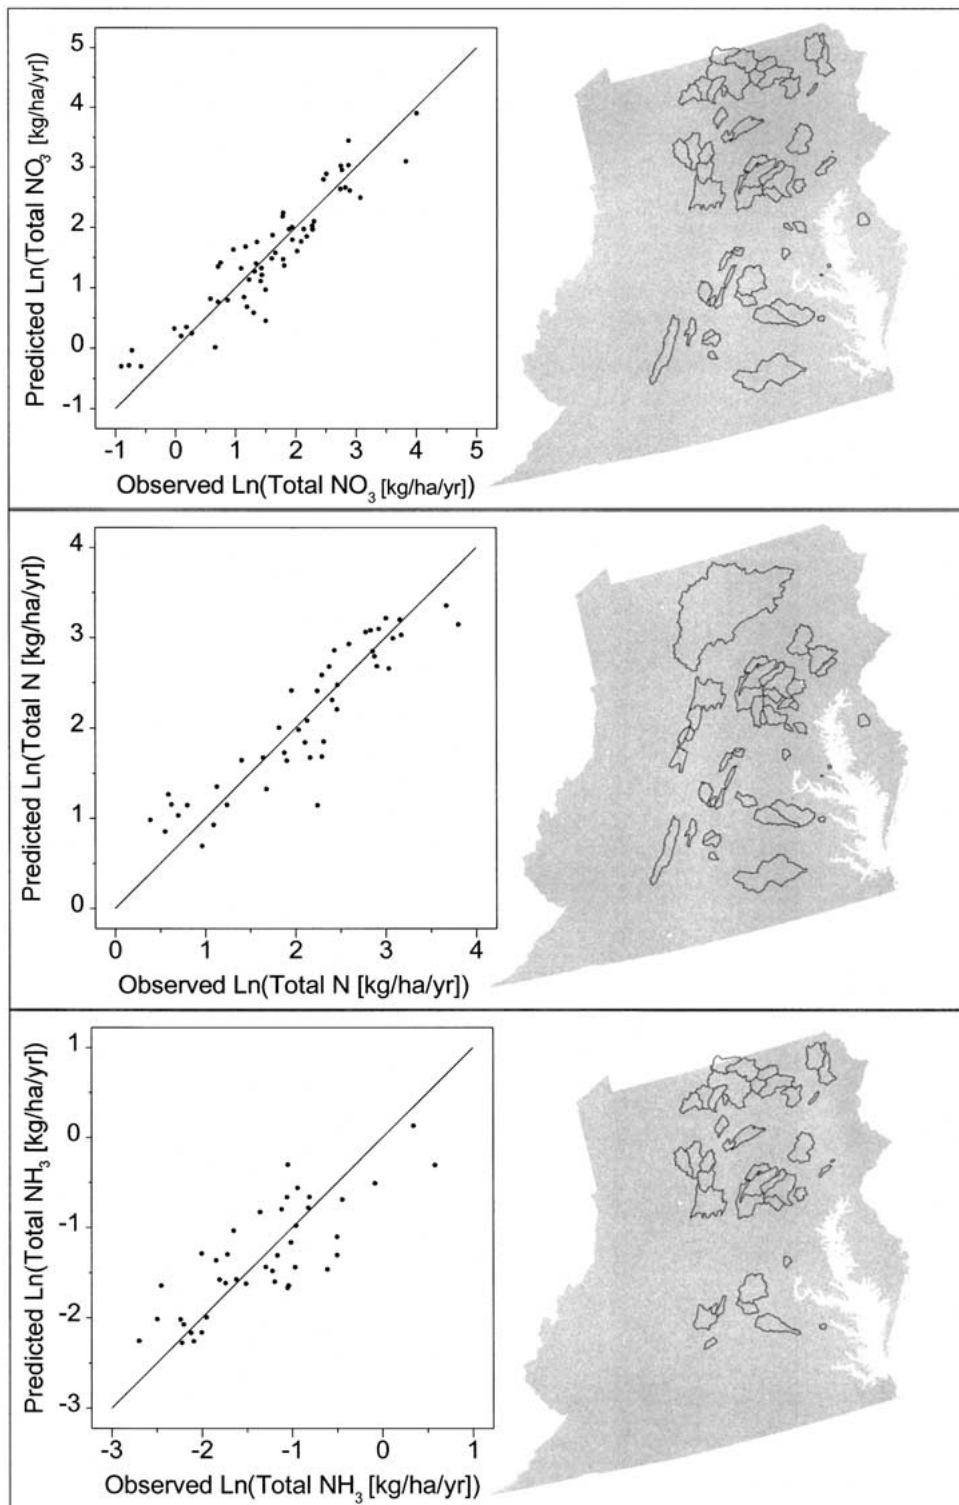 Predicted Ln(Total NO₃ [kg/ha/yr])
5
4
3
2
1
0
-1
-1 0 1 2 3 4 5
Observed Ln(Total NO₃ [kg/ha/yr])
Predicted Ln(Total N [kg/ha/yr])
4
3
2
1
0
0 1 2 3 4
Observed Ln(Total N [kg/ha/yr])
Predicted Ln(Total NH₃ [kg/ha/yr])
1
0
-1
-2
-3
-3 -2 -1 0 1
Observed Ln(Total NH₃ [kg/ha/yr])